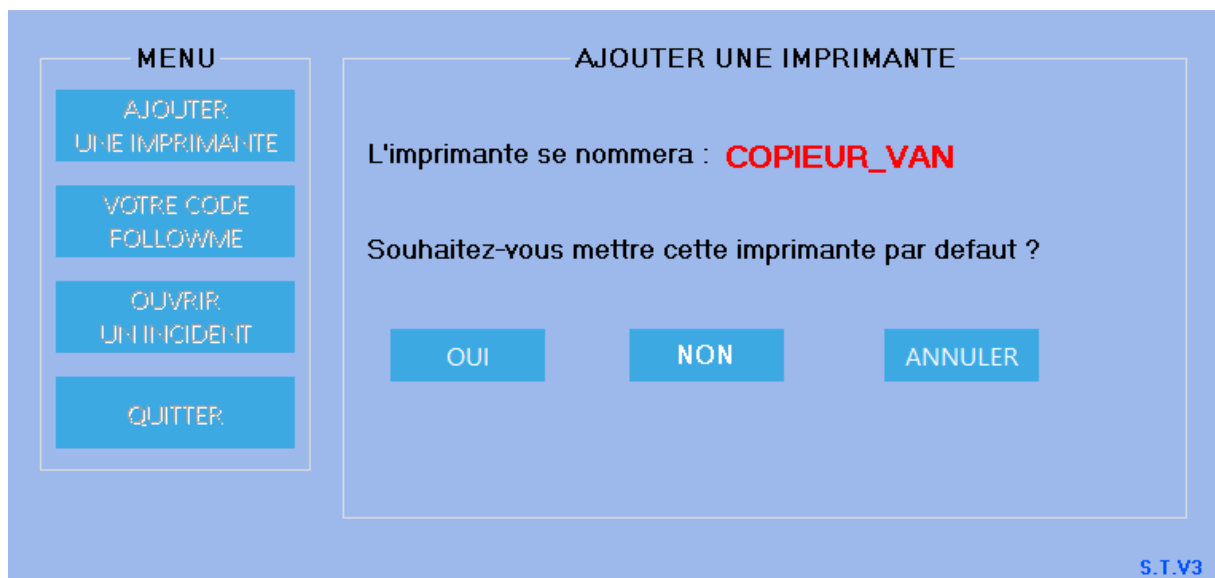 MENU
AJOUTER
UNE IMPRIMANTE
VOTRE CODE
FOLLOWME
OUVRIR
UN INCIDENT
QUITTER
AJOUTER UNE IMPRIMANTE
L'imprimante se nommera : COPIEUR_VAN
Souhaitez-vous mettre cette imprimante par defaut ?
OUI NON ANNULER
S.T.V3